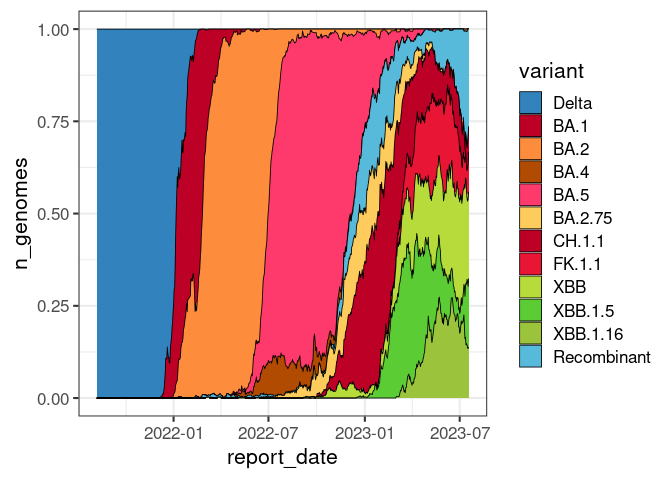 1.00
0.75
0.50
0.25
0.00
n_genomes
2022-01 2022-07 2023-01 2023-07
report_date
variant
Delta
BA.1
BA.2
BA.4
BA.5
BA.2.75
CH.1.1
FK.1.1
XBB
XBB.1.5
XBB.1.16
Recombinant